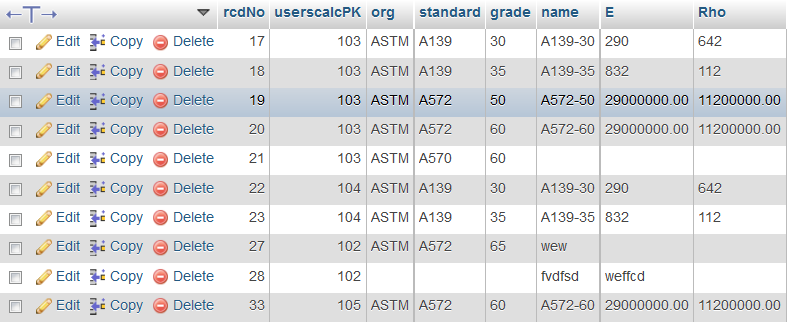 rcdNo userscalcPK org standard grade name E Rho
Edit Copy Delete 17 103 ASTM A139 30 A139-30 290 642
Edit Copy Delete 18 103 ASTM A139 35 A139-35 832 112
Edit Copy Delete 19 103 ASTM A572 50 A572-50 29000000.00 11200000.00
Edit Copy Delete 20 103 ASTM A572 60 A572-60 29000000.00 11200000.00
Edit Copy Delete 21 103 ASTM A570 60
Edit Copy Delete 22 104 ASTM A139 30 A139-30 290 642
Edit Copy Delete 23 104 ASTM A139 35 A139-35 832 112
Edit Copy Delete 27 102 ASTM A572 65 wew
Edit Copy Delete 28 102 fvdfsd weffcd
Edit Copy Delete 33 105 ASTM A572 60 A572-60 29000000.00 11200000.00